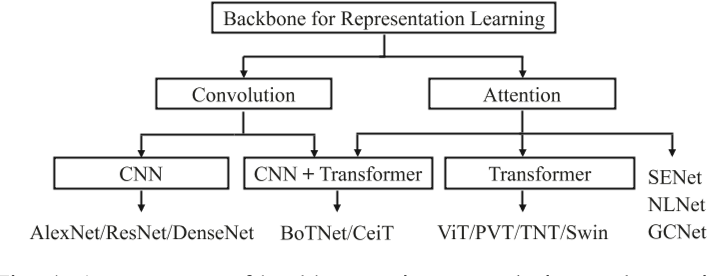 Backbone for Representation Learning
Convolution
Attention
CNN
CNN + Transformer
Transformer
SENet
NLNet
GCNet
AlexNet/ResNet/DenseNet
BoTNet/CeiT
ViT/PVT/TNT/Swin